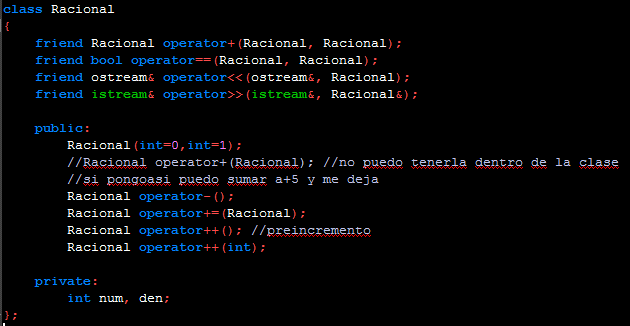 class Racional
{
    friend Racional operator+(Racional, Racional);
    friend bool operator==(Racional, Racional);
    friend ostream& operator<<(ostream&, Racional);
    friend istream& operator>>(istream&, Racional&);

    public:
        Racional(int=0,int=1);
        //Racional operator+(Racional); //no puedo tenerla dentro de la clase
        //si pongoasi puedo sumar a+5 y me deja
        Racional operator-();
        Racional operator+=(Racional);
        Racional operator++(); //preincremento
        Racional operator++(int);

    private:
        int num, den;
};